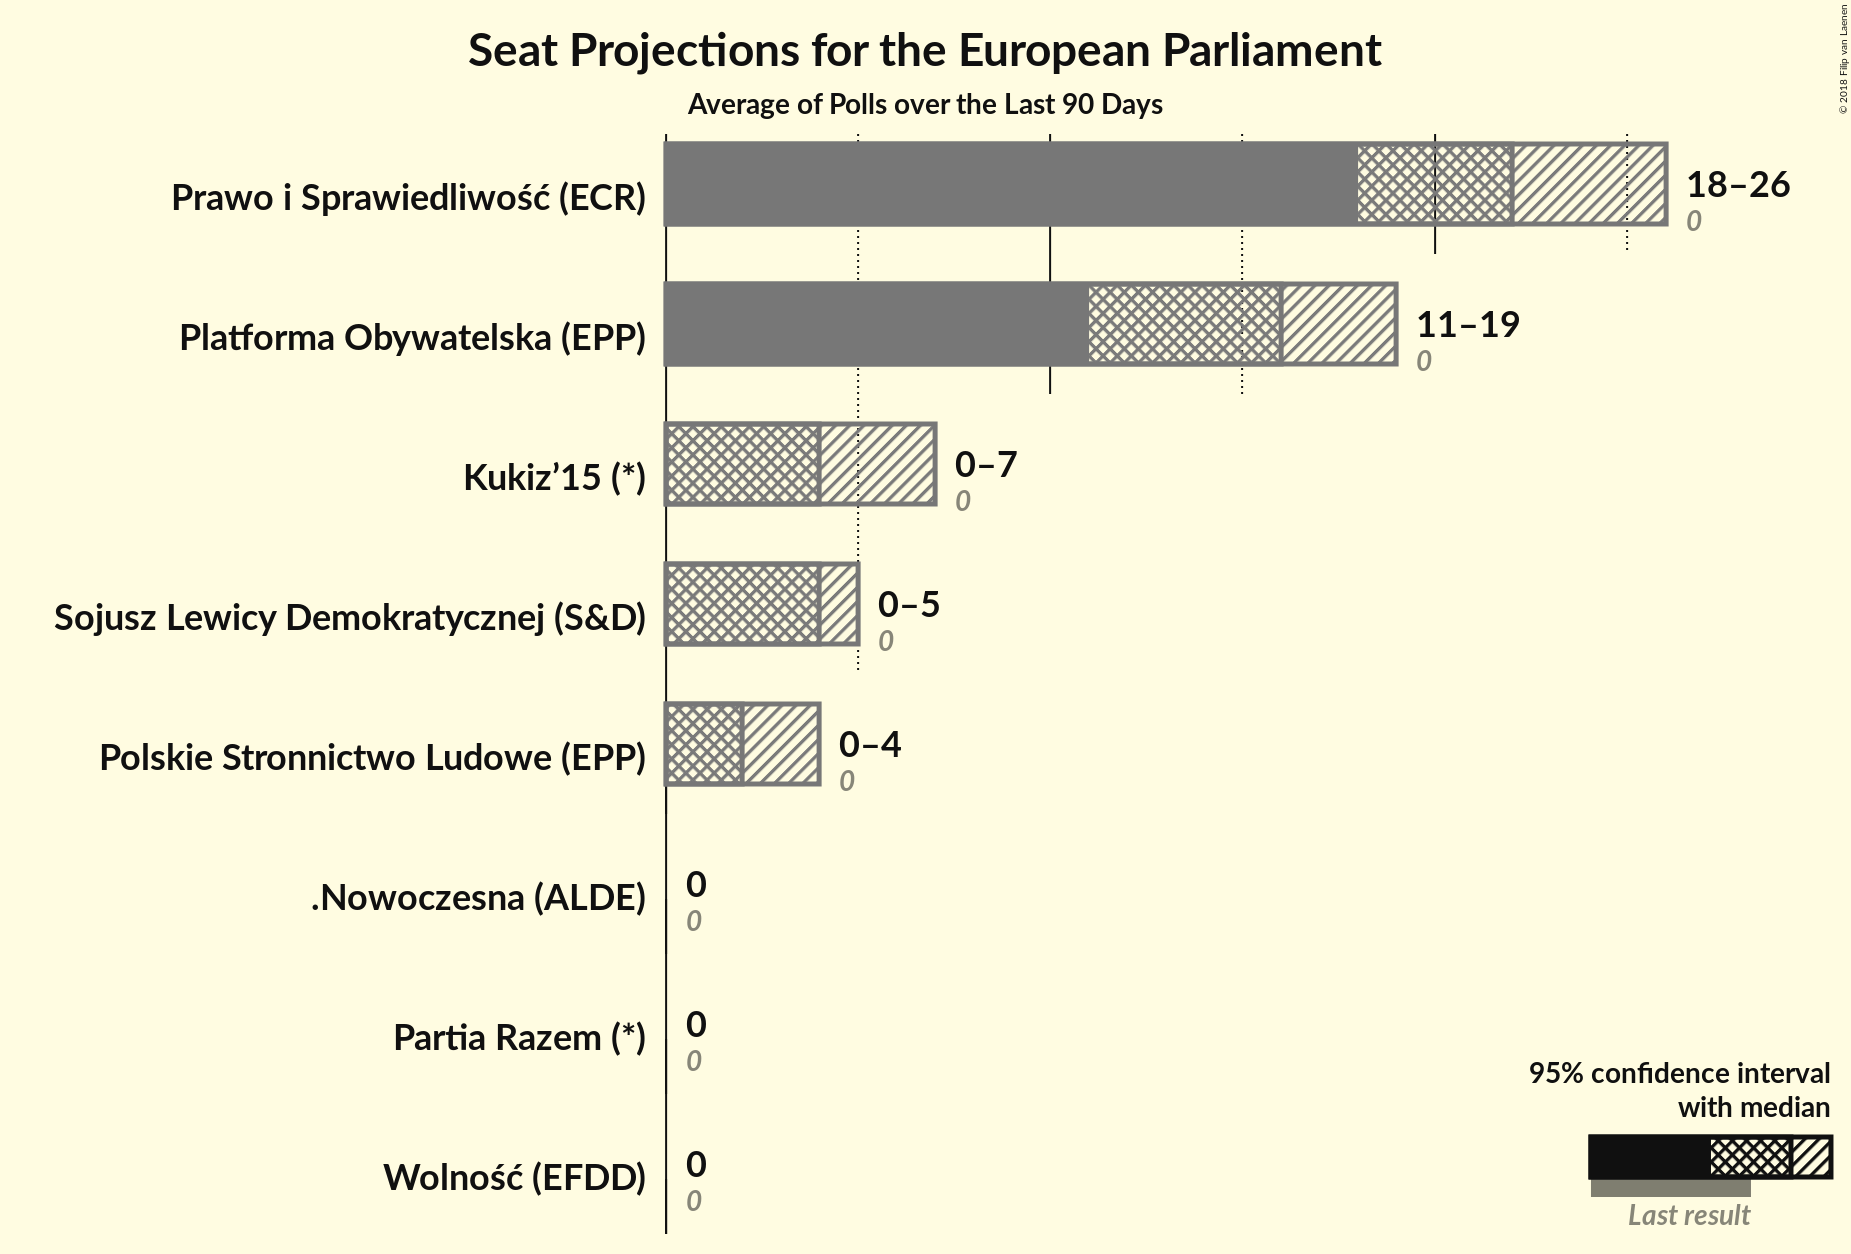 Seat Projections for the European Parliament
Average of Polls over the Last 90 Days
© 2018 Filip van Laenen
Prawo i Sprawiedliwość (ECR)
18–26
0
Platforma Obywatelska (EPP)
11–19
0
Kukiz’15 (*)
0–7
0
Sojusz Lewicy Demokratycznej (S&D)
0–5
0
Polskie Stronnictwo Ludowe (EPP)
0–4
0
.Nowoczesna (ALDE)
0
0
Partia Razem (*)
0
0
Wolność (EFDD)
0
0
95% confidence interval
with median
Last result